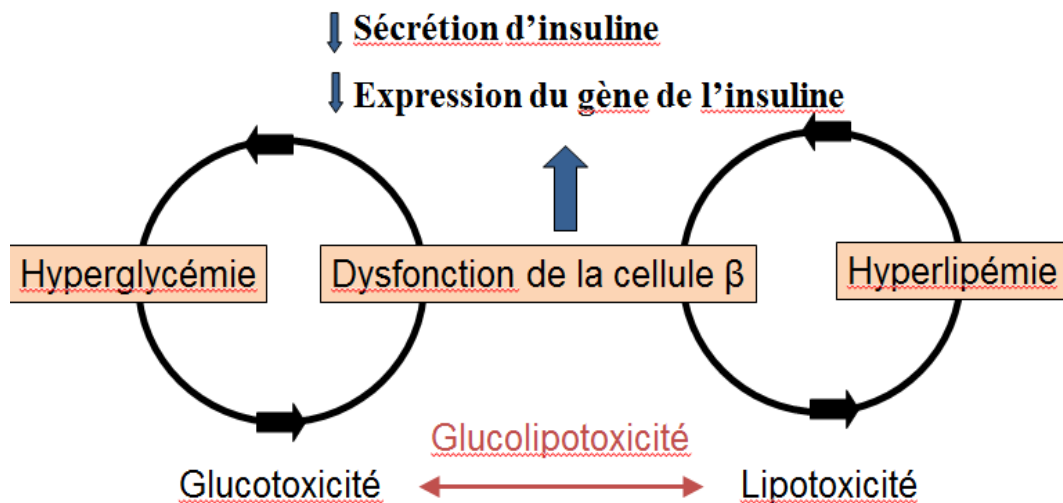 Sécrétion d’insuline
Expression du gène de l’insuline
Hyperglycémie
Dysfonction de la cellule β
Hyperlipémie
Glucolipotoxicité
Glucotoxicité
Lipotoxicité